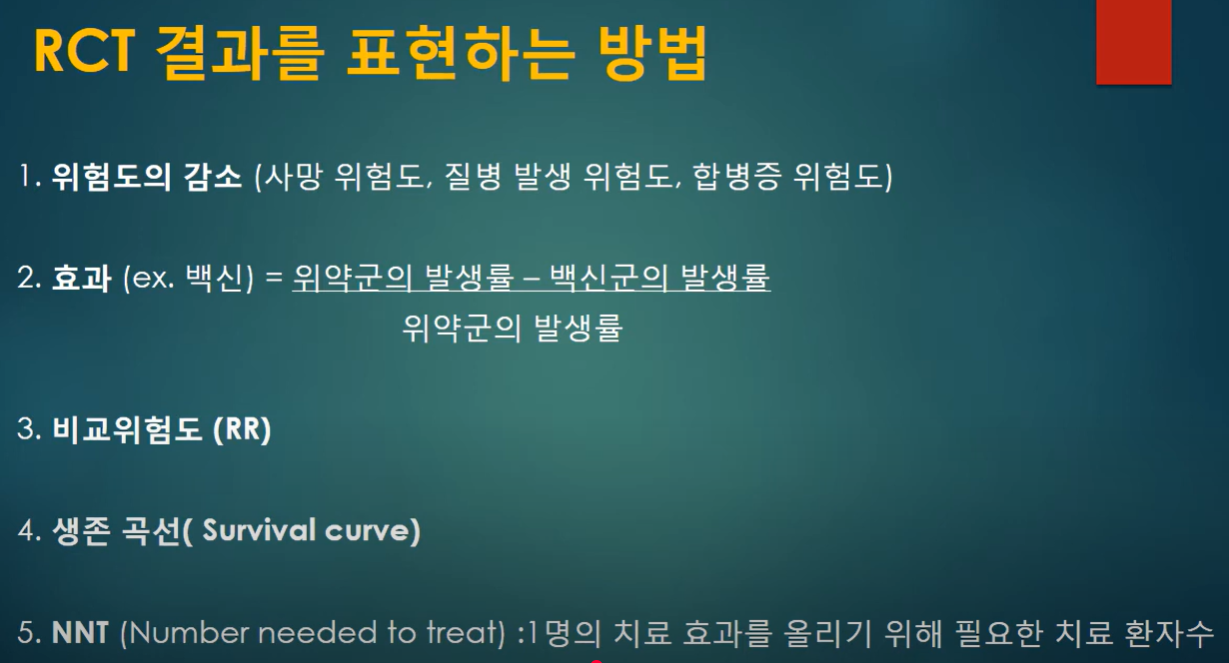 RCT 결과를 표현하는 방법
1. 위험도의 감소 (사망 위험도, 질병 발생 위험도, 합병증 위험도)
2. 효과 (ex. 백신) = 위약군의 발생률 – 백신군의 발생률
위약군의 발생률
3. 비교위험도 (RR)
4. 생존 곡선( Survival curve)
5. NNT (Number needed to treat) :1명의 치료 효과를 올리기 위해 필요한 치료 환자수